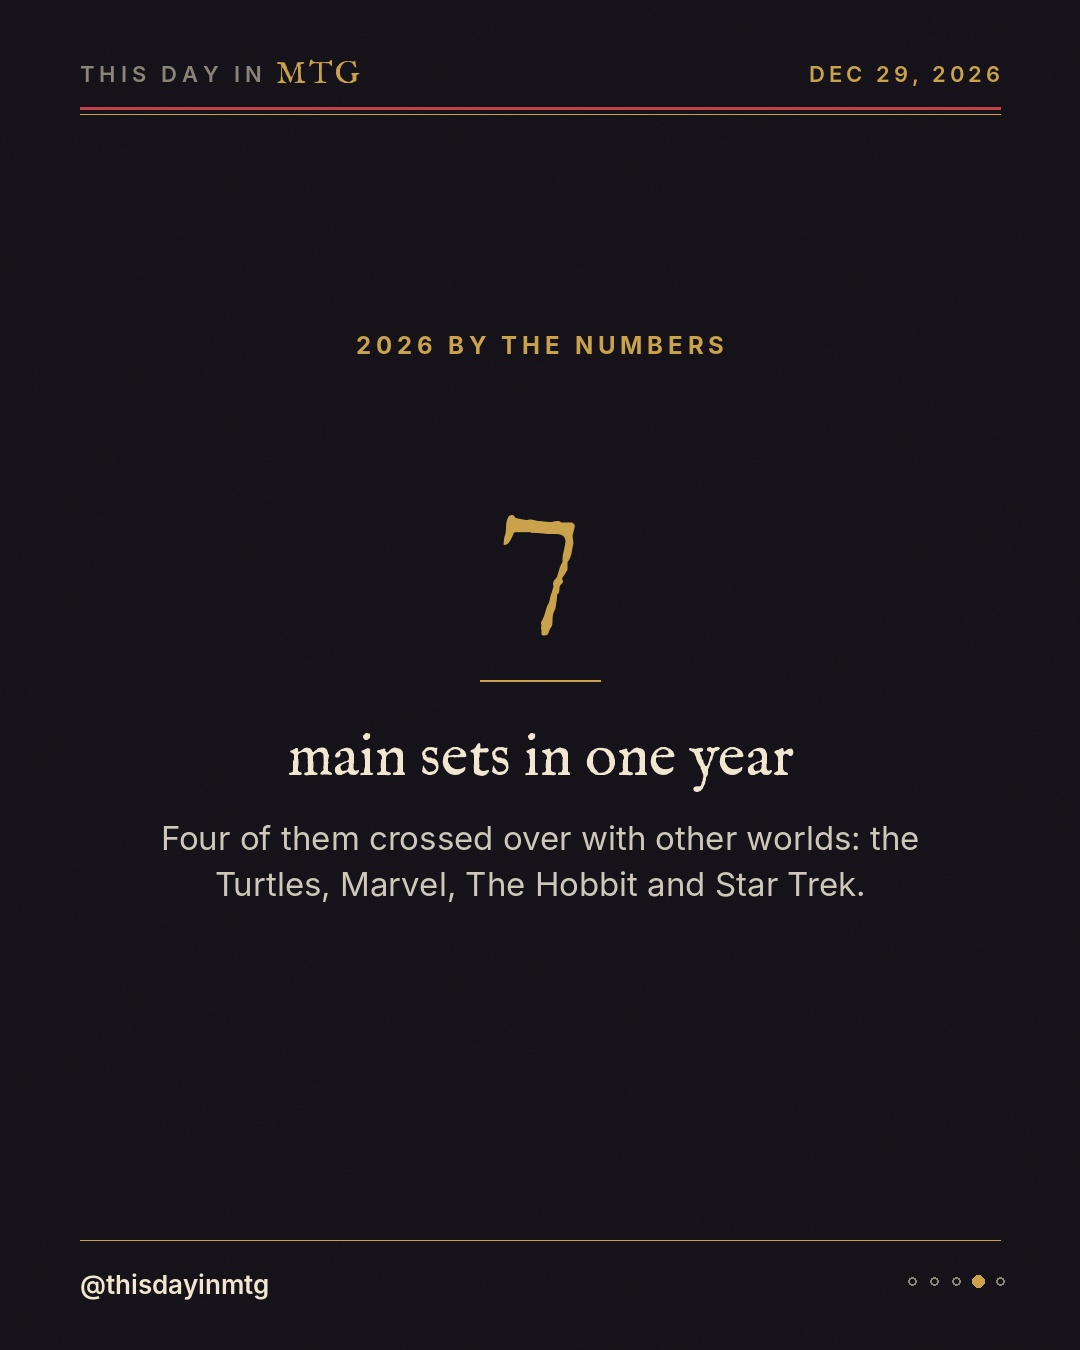 THIS DAY IN MTG
DEC 29, 2026
2026 BY THE NUMBERS
7
main sets in one year
Four of them crossed over with other worlds: the
Turtles, Marvel, The Hobbit and Star Trek.
@thisdayinmtg